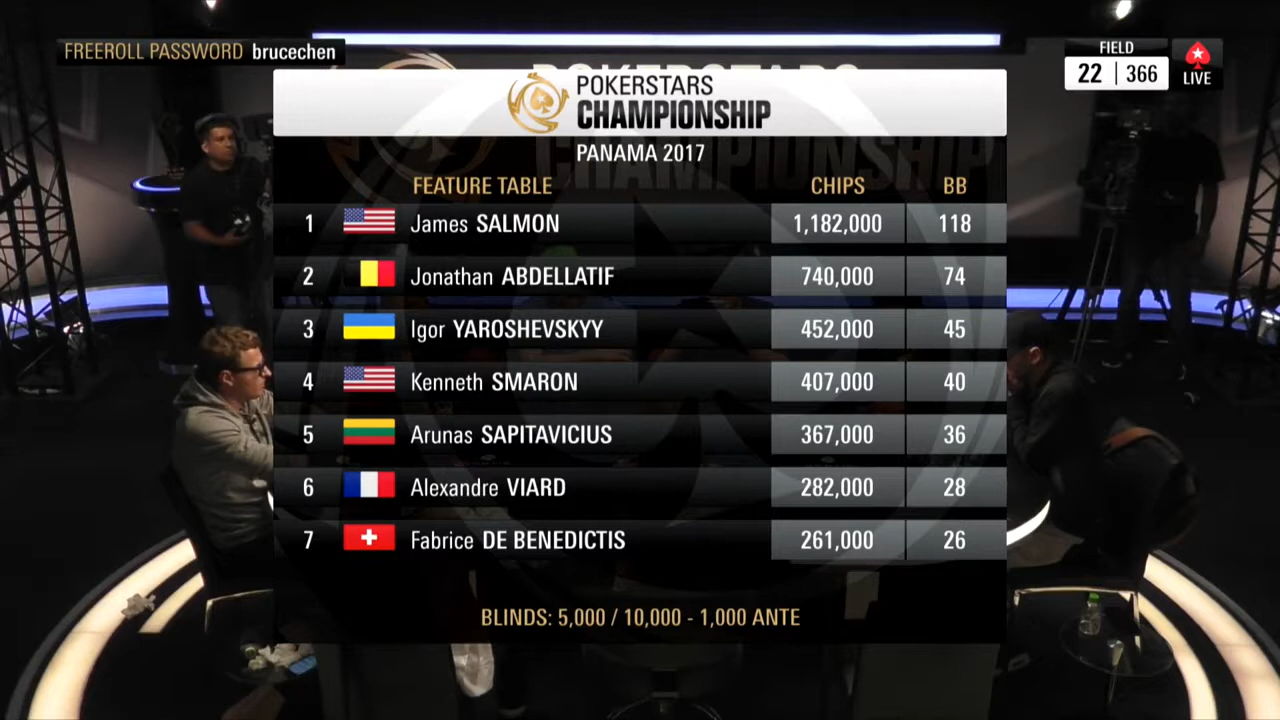 FREEROLL PASSWORD brucechen
FIELD
22 | 366
LIVE
POKERSTARS
CHAMPIONSHIP
PANAMA 2017
FEATURE TABLE CHIPS BB
1 James SALMON 1,182,000 118
2 Jonathan ABDELLATIF 740,000 74
3 Igor YAROSHEVSKYY 452,000 45
4 Kenneth SMARON 407,000 40
5 Arunas SAPITAVICIUS 367,000 36
6 Alexandre VIARD 282,000 28
7 Fabrice DE BENEDICTIS 261,000 26
BLINDS: 5,000 / 10,000 - 1,000 ANTE
POKERSTARS
CHAMPIONSHIP